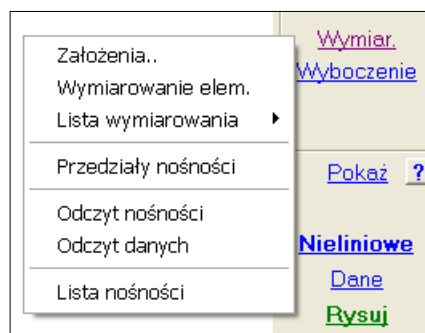 Założenia..
Wymiarowanie elem.
Lista wymiarowania
Przedziały nośności
Odczyt nośności
Odczyt danych
Lista nośności
Wymiar.
Wyboczenie
Pokaż ?
Nieliniowe
Dane
Rysuj